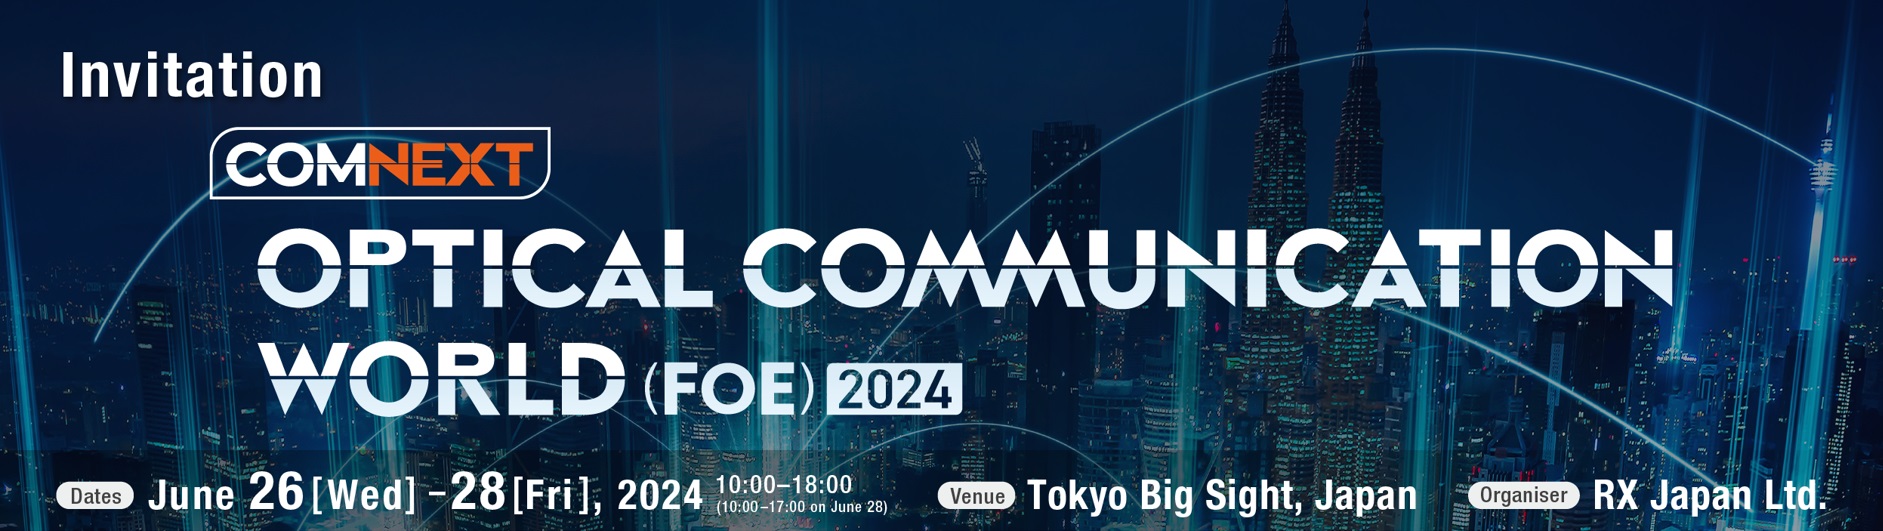 Invitation
COMNEXT
OPTICAL COMMUNICATION
WORLD (FOE) 2024
Dates June 26[Wed] –28[Fri], 2024 10:00–18:00
(10:00–17:00 on June 28)
Venue Tokyo Big Sight, Japan
Organiser RX Japan Ltd.